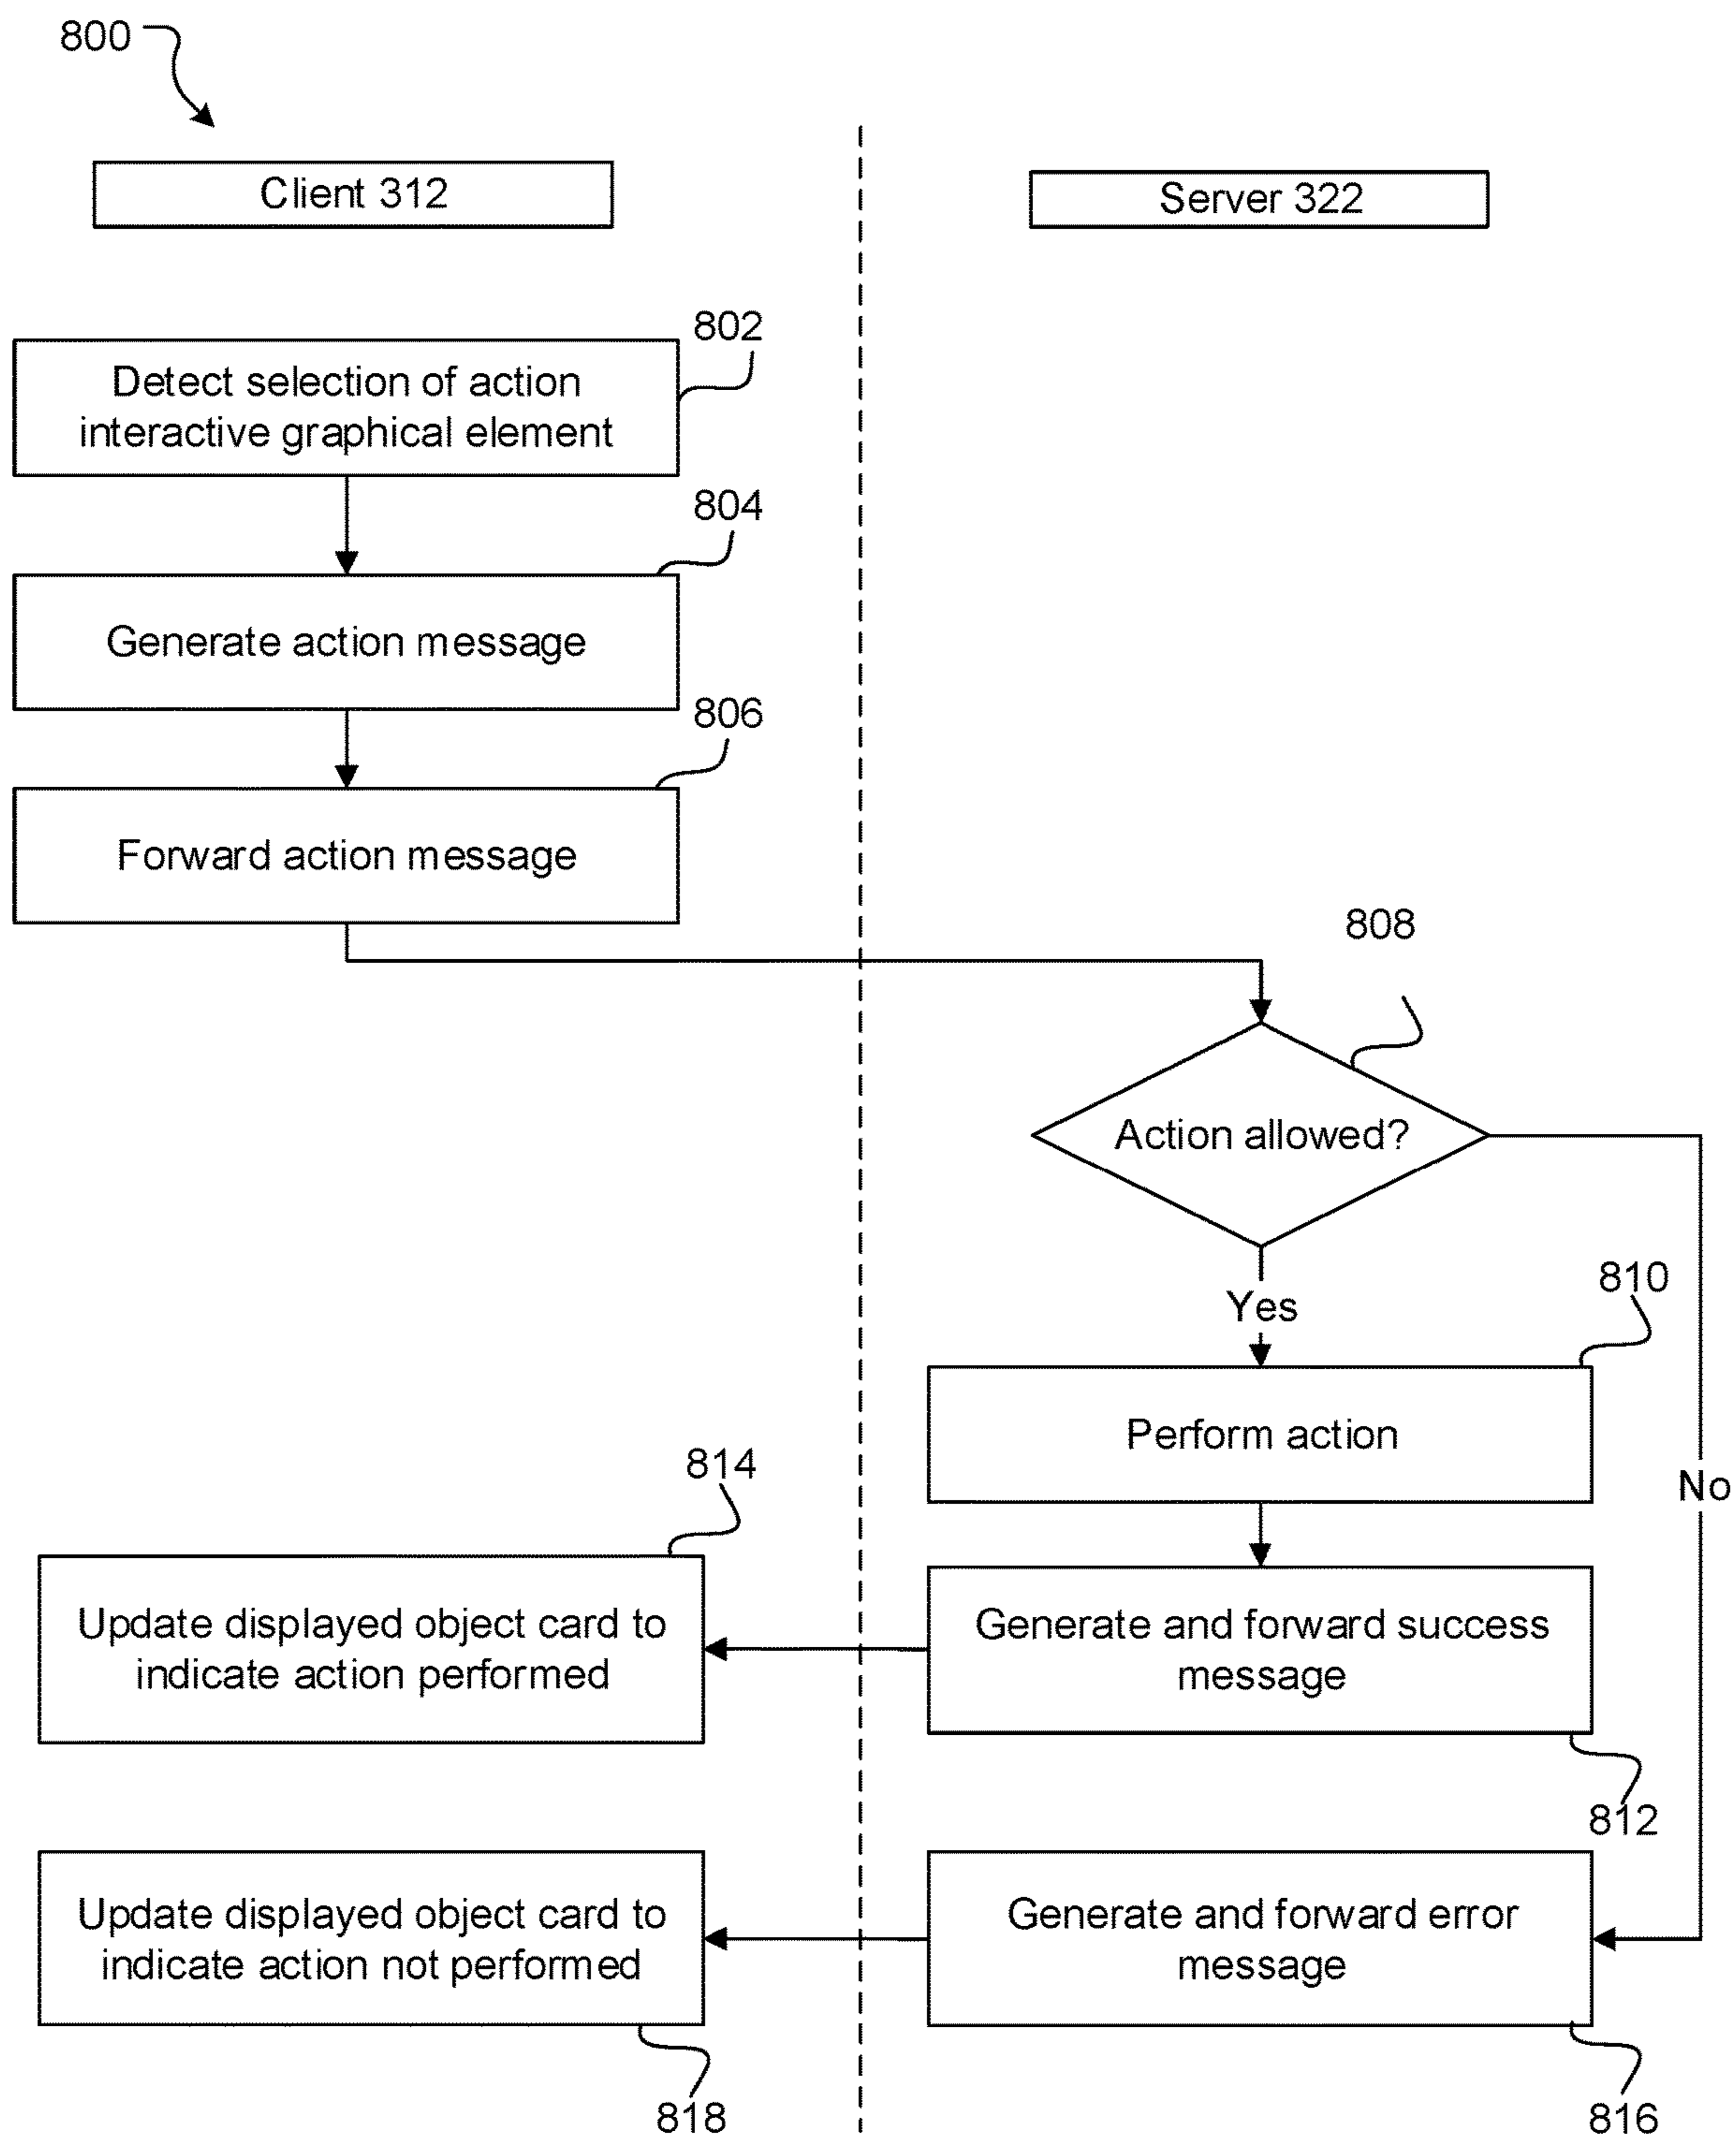 800
Client 312
Server 322
802
Detect selection of action
interactive graphical element
804
Generate action message
806
Forward action message
808
Action allowed?
Yes
810
Perform action
No
814
Update displayed object card to
indicate action performed
Generate and forward success
message
812
Update displayed object card to
indicate action not performed
Generate and forward error
message
818
816